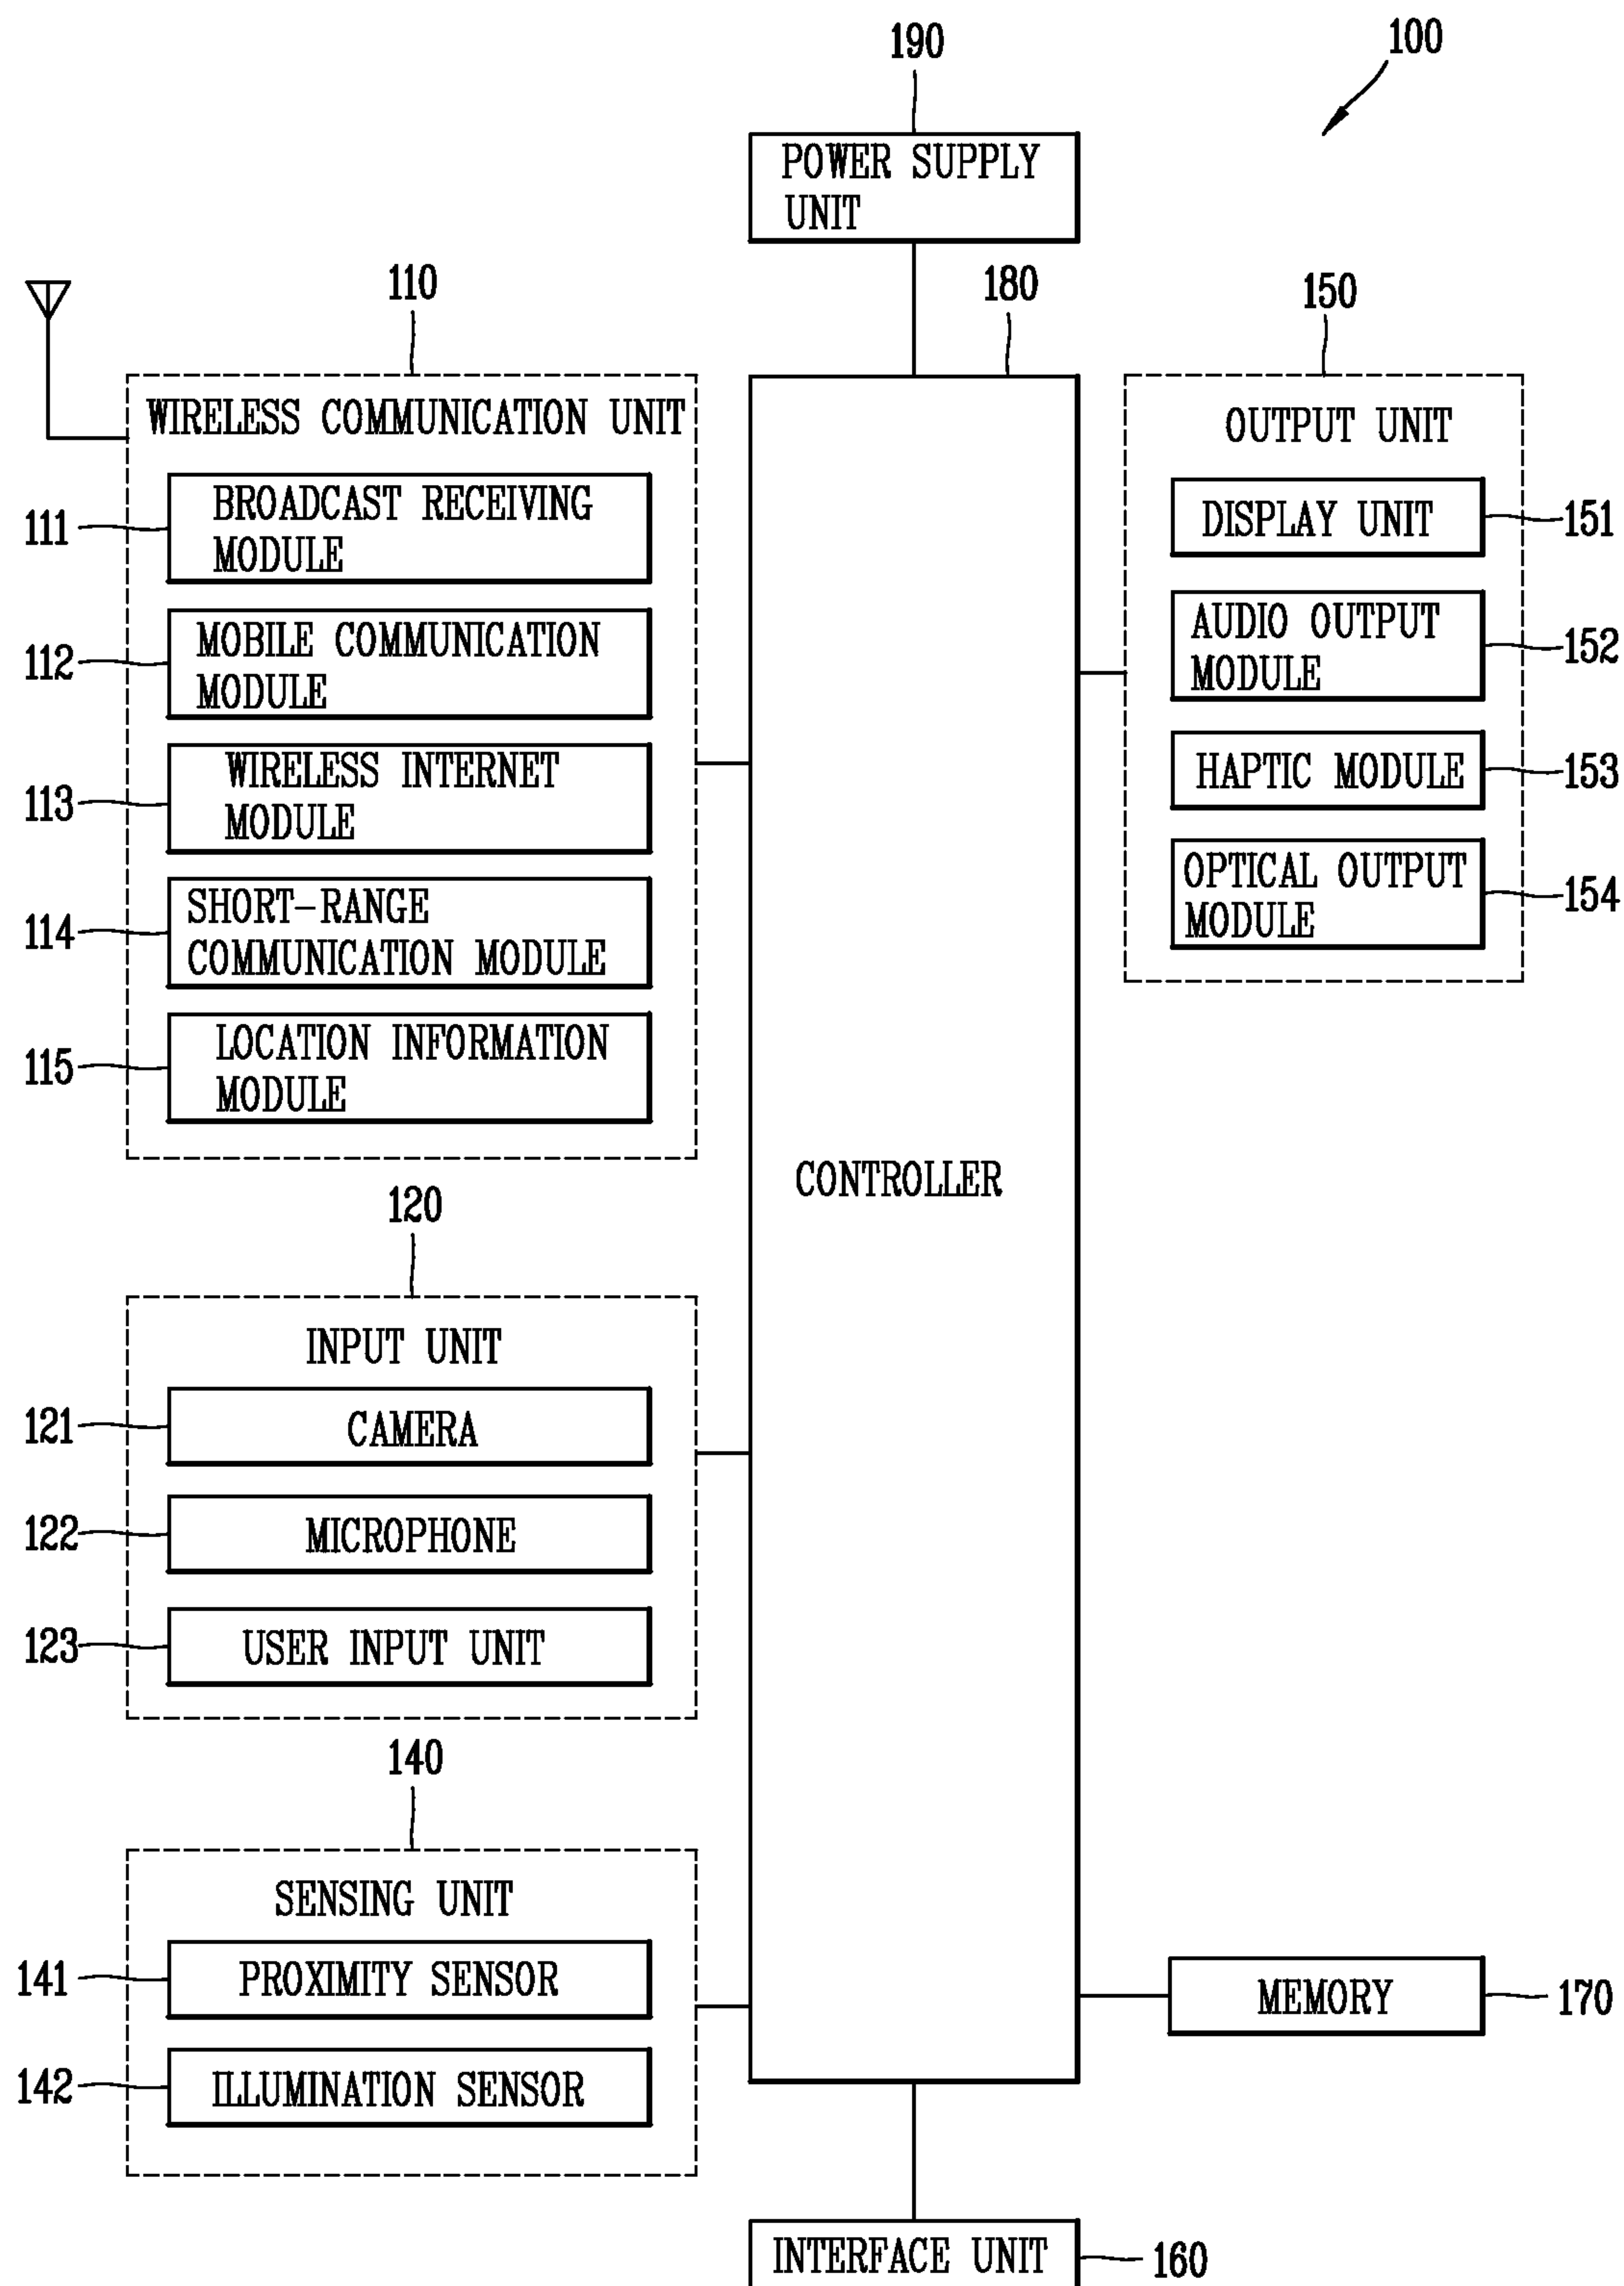 190
100
POWER SUPPLY
UNIT
110
180
150
WIRELESS COMMUNICATION UNIT
111
BROADCAST RECEIVING
MODULE
112
MOBILE COMMUNICATION
MODULE
113
WIRELESS INTERNET
MODULE
114
SHORT-RANGE
COMMUNICATION MODULE
115
LOCATION INFORMATION
MODULE
120
INPUT UNIT
121
CAMERA
122
MICROPHONE
123
USER INPUT UNIT
140
SENSING UNIT
141
PROXIMITY SENSOR
142
ILLUMINATION SENSOR
CONTROLLER
OUTPUT UNIT
DISPLAY UNIT
151
AUDIO OUTPUT
MODULE
152
HAPTIC MODULE
153
OPTICAL OUTPUT
MODULE
154
MEMORY
170
INTERFACE UNIT
160